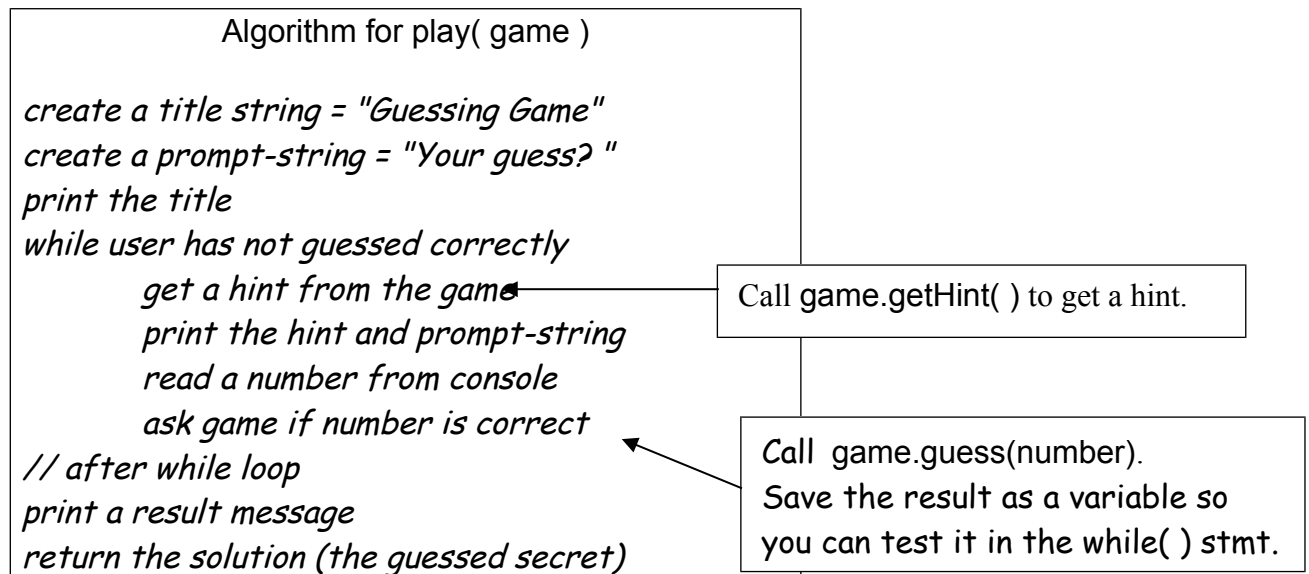 Algorithm for play( game )
create a title string = "Guessing Game"
create a prompt-string = "Your guess? "
print the title
while user has not guessed correctly
get a hint from the game
print the hint and prompt-string
read a number from console
ask game if number is correct
// after while loop
print a result message
return the solution (the guessed secret)
Call game.getHint( ) to get a hint.
Call  game.guess(number).
Save the result as a variable so
you can test it in the while( ) stmt.